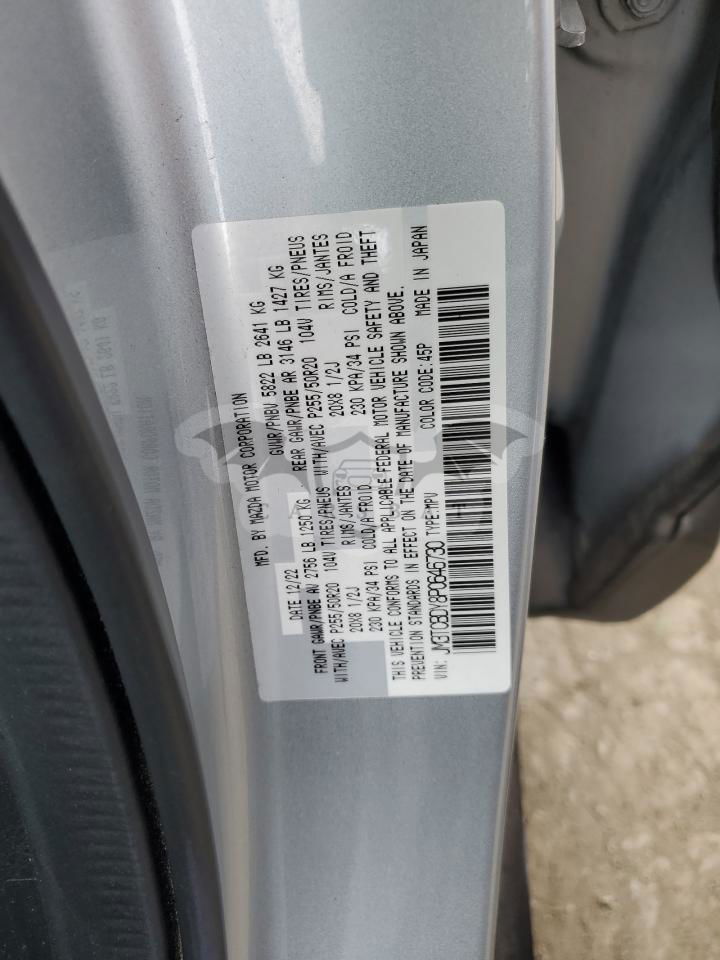 MFD. BY MAZDA MOTOR CORPORATION
DATE 12/22 GVWR/PNBV 5822 LB 2641 KG
FRONT GAWR/PNBE AV 2756 LB 1250 KG REAR GAWR/PNBE AR 3146 LB 1427 KG
WITH/AVEC P255/50R20 104V TIRES/PNEUS WITH/AVEC P255/50R20 104V TIRES/PNEUS
20X8 1/2J RIMS/JANTES 20X8 1/2J RIMS/JANTES
230 KPA/34 PSI COLD/A FROID 230 KPA/34 PSI COLD/A FROID
THIS VEHICLE CONFORMS TO ALL APPLICABLE FEDERAL MOTOR VEHICLE SAFETY AND THEFT
PREVENTION STANDARDS IN EFFECT ON THE DATE OF MANUFACTURE SHOWN ABOVE.
VIN: JM3TCBDY8P0646730 TYPE:MPV COLOR CODE:45P MADE IN JAPAN